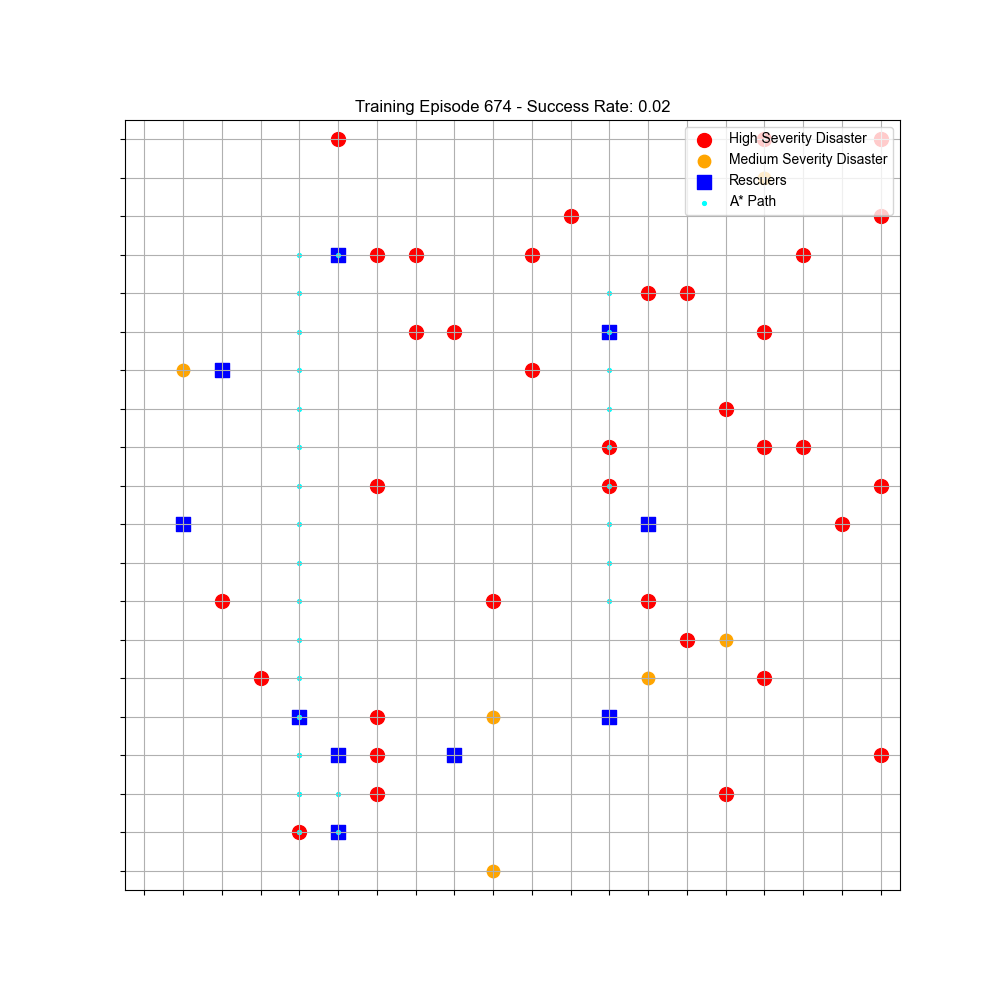 Training Episode 674 - Success Rate: 0.02
High Severity Disaster
Medium Severity Disaster
Rescuers
A* Path